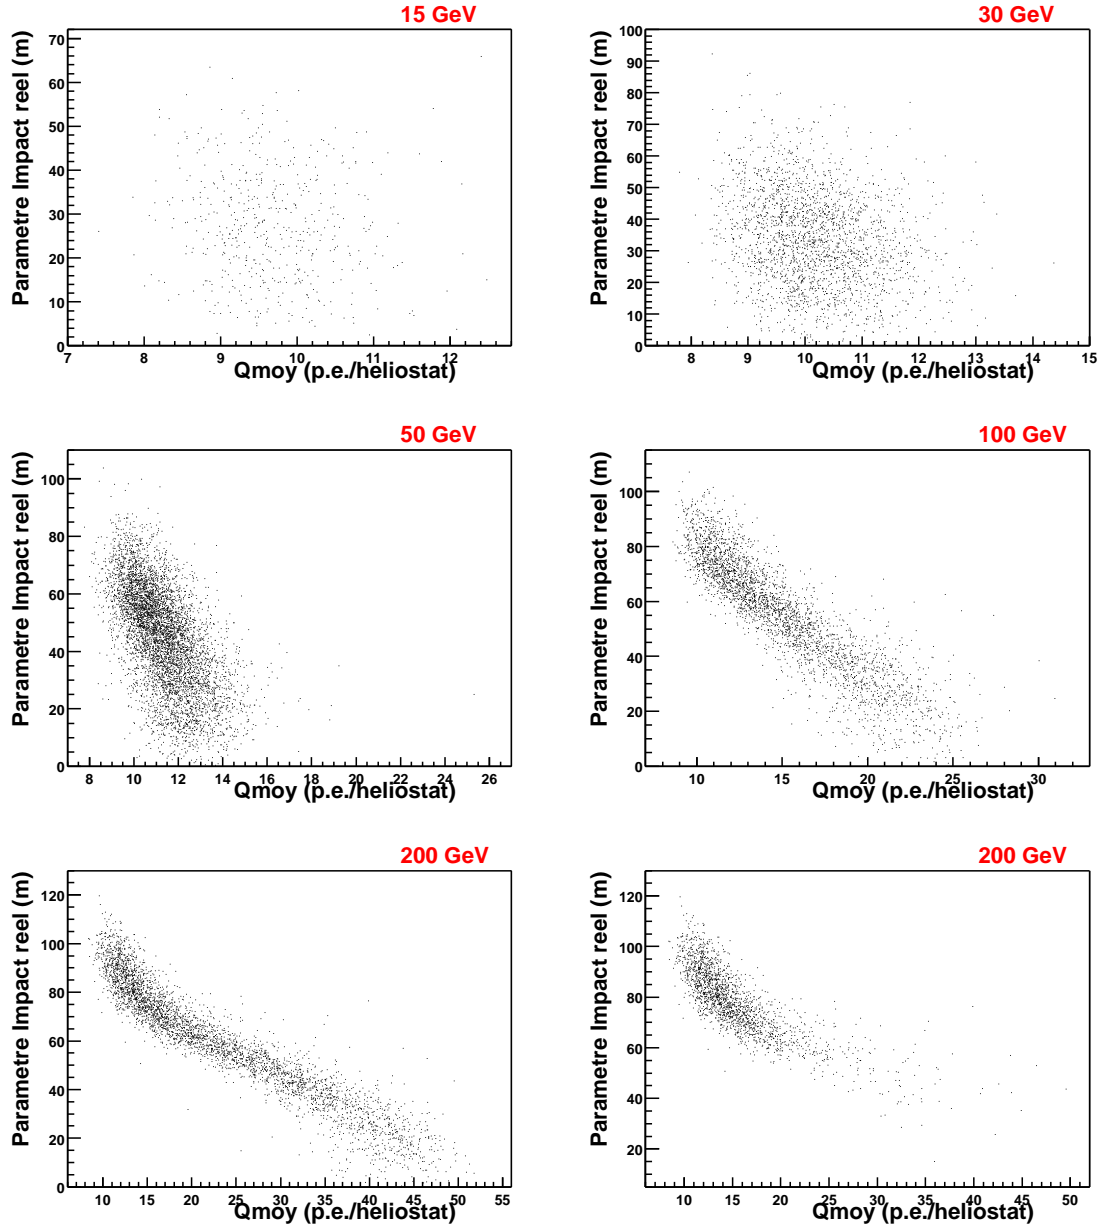 15 GeV
Parametre Impact reel (m)
70
60
50
40
30
20
10
0
7 8 9 10 11 12
Qmoy (p.e./heliostat)
30 GeV
Parametre Impact reel (m)
100
90
80
70
60
50
40
30
20
10
0
8 9 10 11 12 13 14 15
Qmoy (p.e./heliostat)
50 GeV
Parametre Impact reel (m)
100
80
60
40
20
0
8 10 12 14 16 18 20 22 24 26
Qmoy (p.e./heliostat)
100 GeV
Parametre Impact reel (m)
100
80
60
40
20
0
10 15 20 25 30
Qmoy (p.e./heliostat)
200 GeV
Parametre Impact reel (m)
120
100
80
60
40
20
0
10 15 20 25 30 35 40 45 50 55
Qmoy (p.e./heliostat)
200 GeV
Parametre Impact reel (m)
120
100
80
60
40
20
10 15 20 25 30 35 40 45 50
Qmoy (p.e./heliostat)